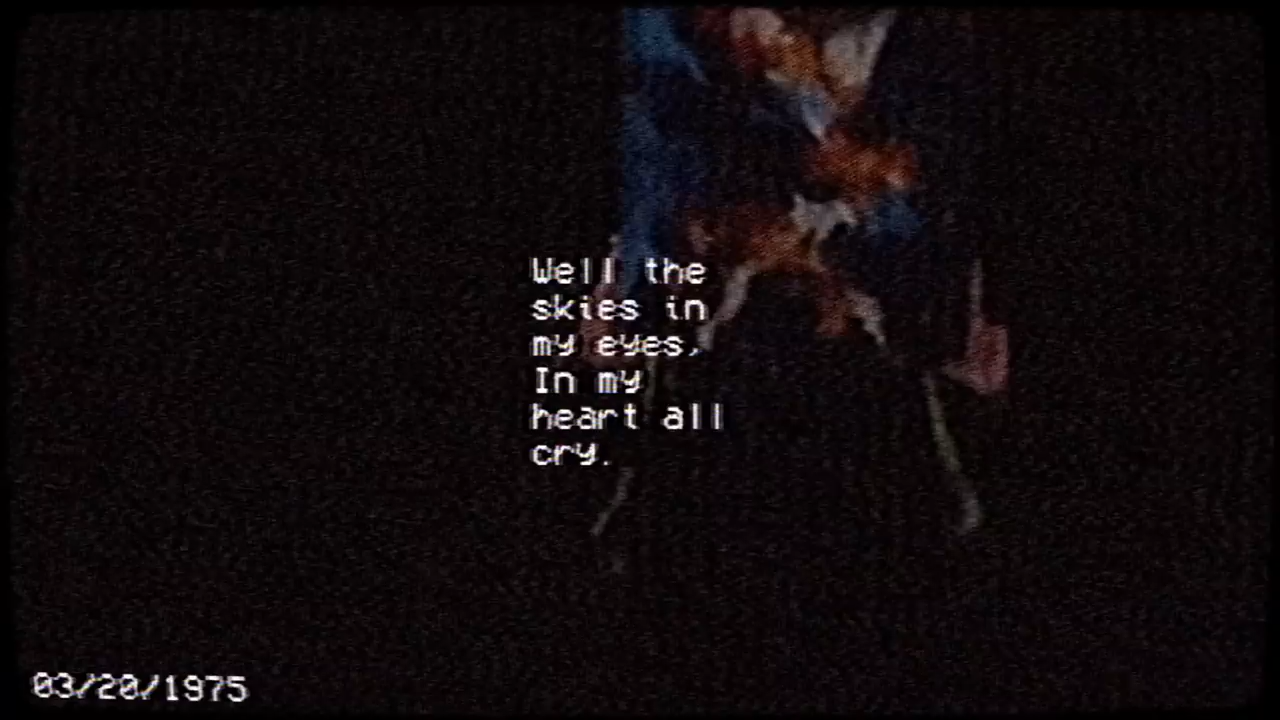 Well the
skies in
my eyes,
In my
heart all
cry.
03/20/1975